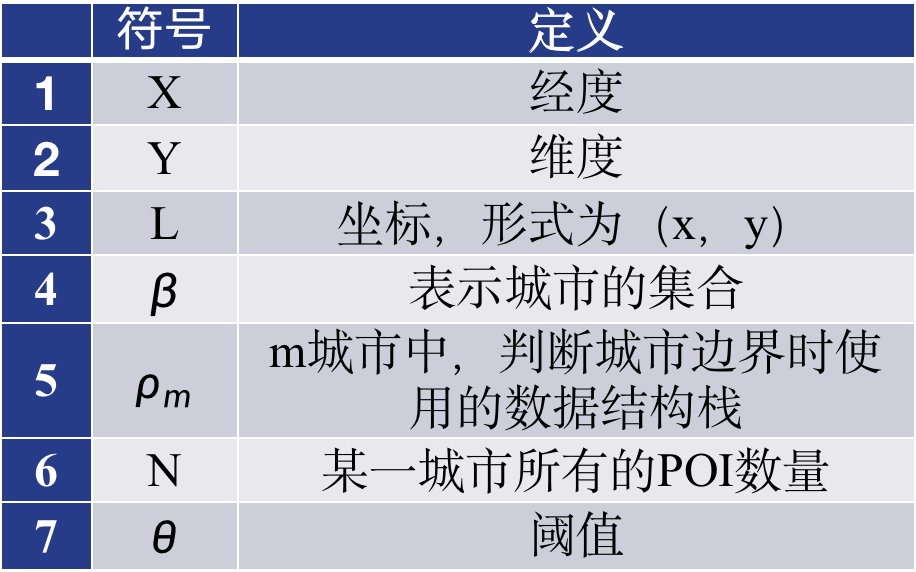 符号 定义
1 X 经度
2 Y 维度
3 L 坐标，形式为（x，y）
4 β 表示城市的集合
5 ρm m城市中，判断城市边界时使
用的数据结构栈
6 N 某一城市所有的POI数量
7 θ 阈值